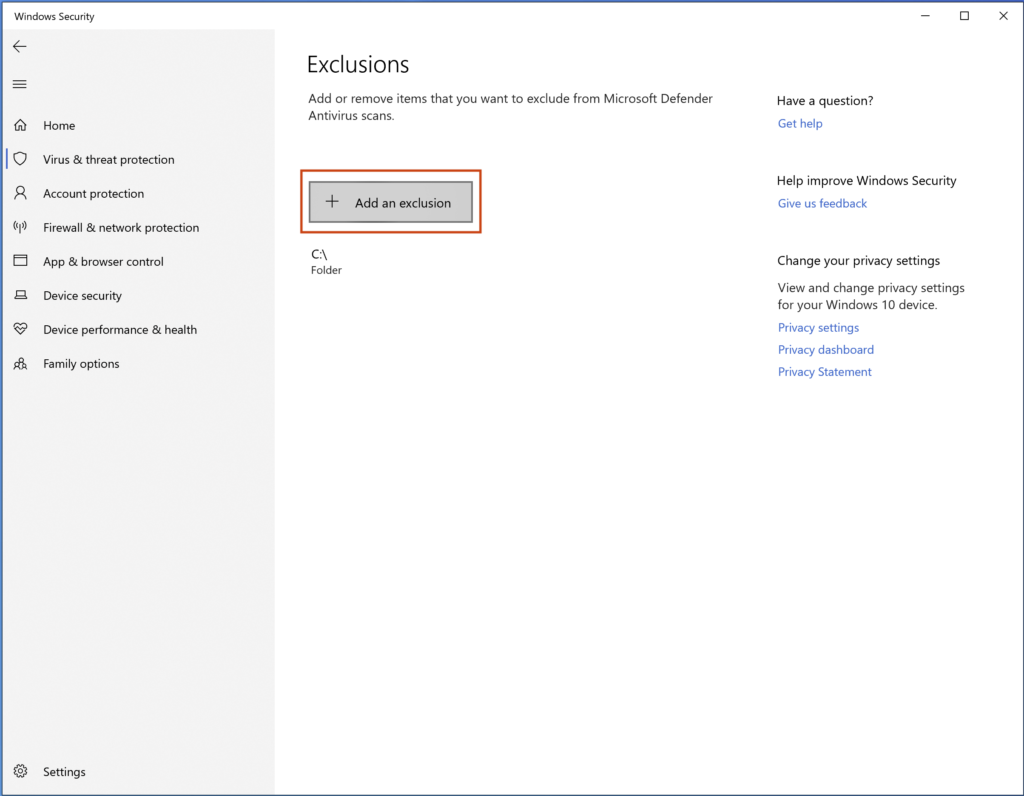 Windows Security
Home
Virus & threat protection
Account protection
Firewall & network protection
App & browser control
Device security
Device performance & health
Family options
Settings
Exclusions
Add or remove items that you want to exclude from Microsoft Defender
Antivirus scans.
Add an exclusion
C:\
Folder
Have a question?
Get help
Help improve Windows Security
Give us feedback
Change your privacy settings
View and change privacy settings
for your Windows 10 device.
Privacy settings
Privacy dashboard
Privacy Statement